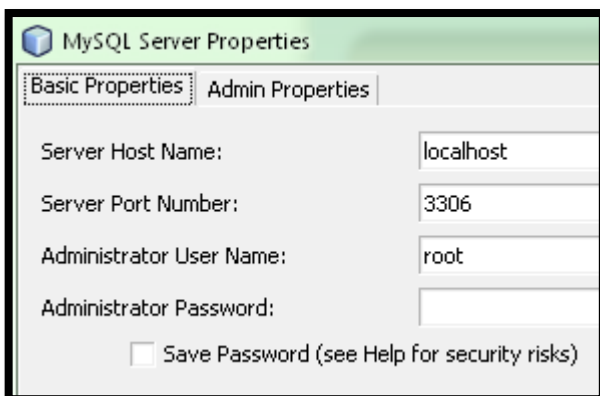 MySQL Server Properties
Basic Properties Admin Properties
Server Host Name: localhost
Server Port Number: 3306
Administrator User Name: root
Administrator Password:
Save Password (see Help for security risks)